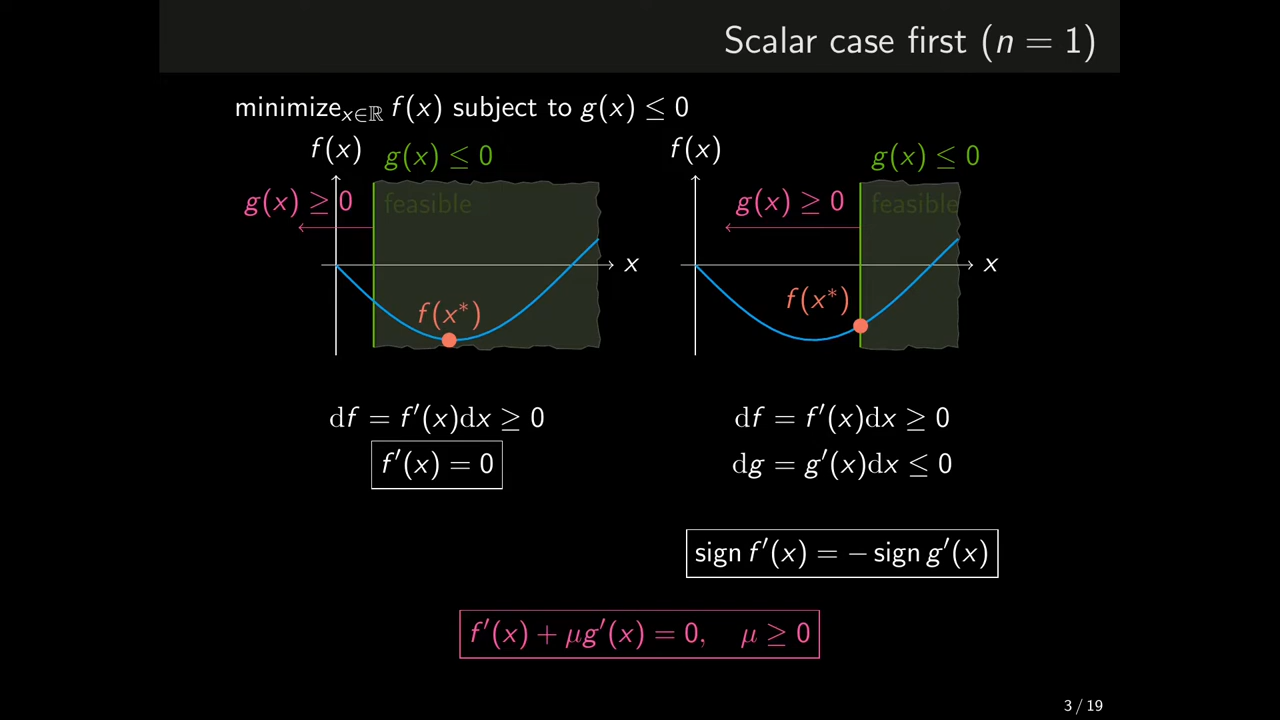 Scalar case first (n = 1)
minimize_{x∈ℝ} f(x) subject to g(x) ≤ 0
f(x)
g(x) ≤ 0
g(x) ≥ 0
feasible
x
f(x*)
df = f′(x)dx ≥ 0
f′(x) = 0
f(x)
g(x) ≤ 0
g(x) ≥ 0
feasible
x
f(x*)
df = f′(x)dx ≥ 0
dg = g′(x)dx ≤ 0
sign f′(x) = − sign g′(x)
f′(x) + μg′(x) = 0, μ ≥ 0
3 / 19